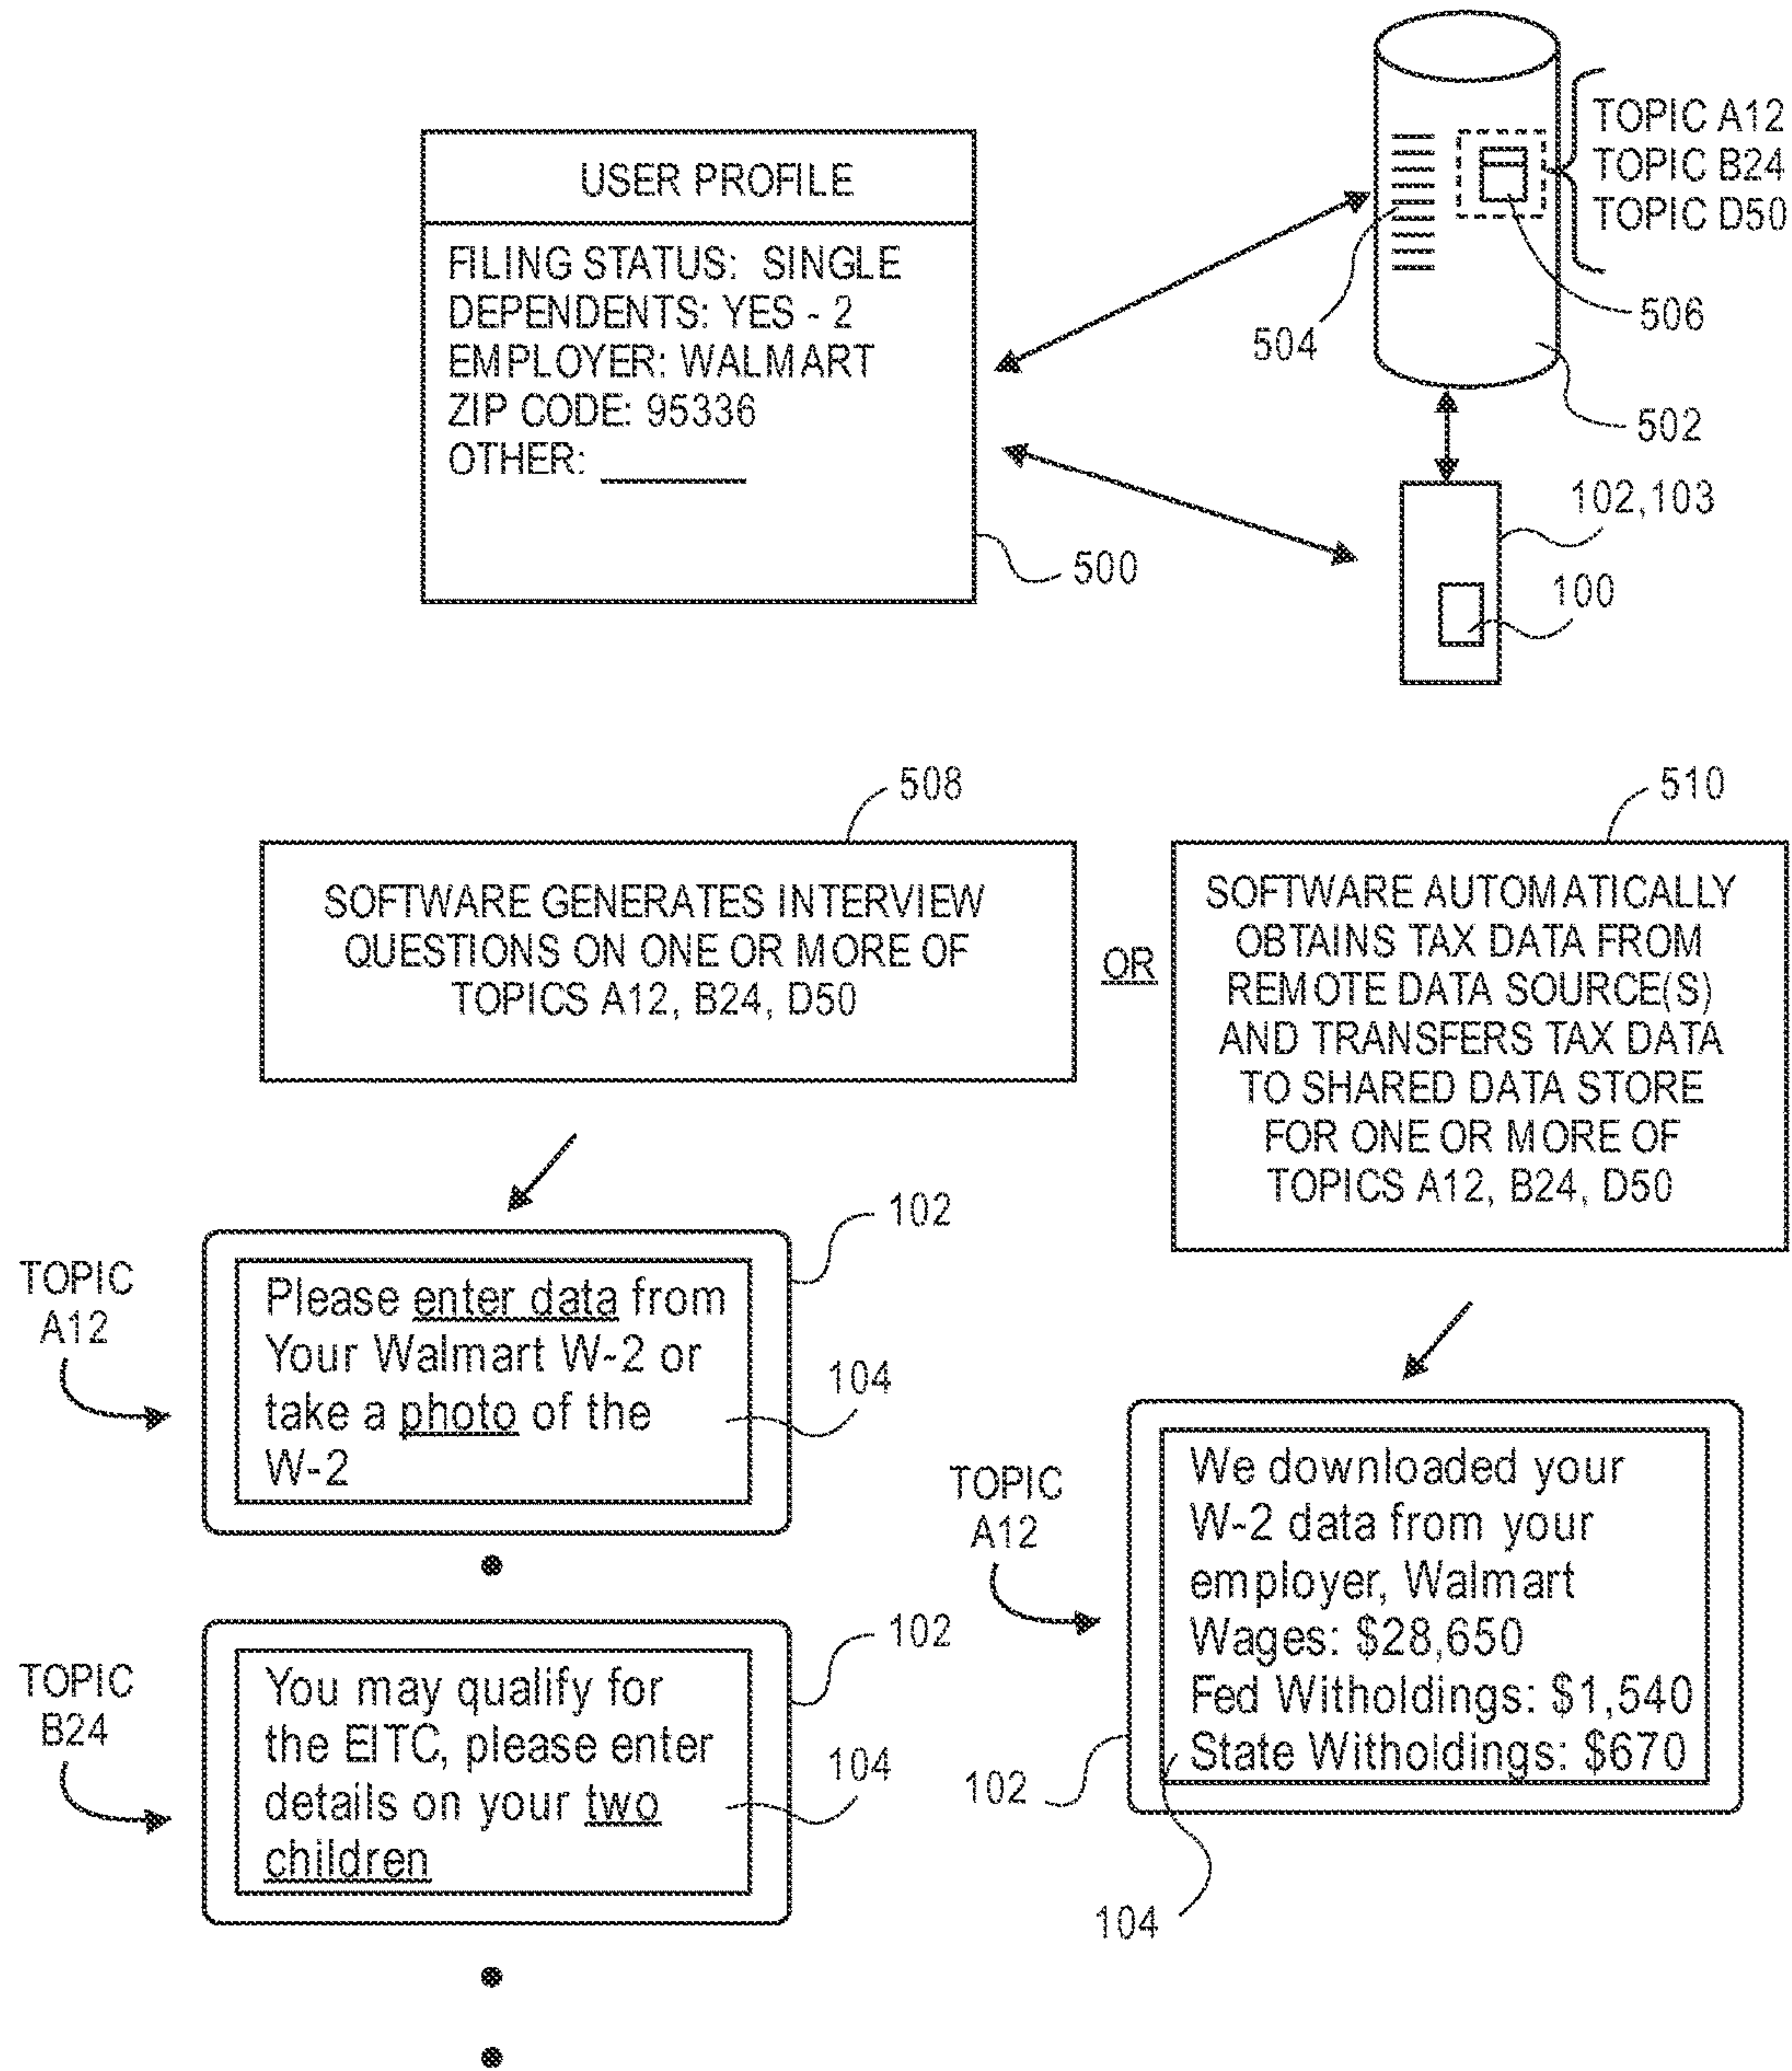 USER PROFILE
FILING STATUS: SINGLE
DEPENDENTS: YES - 2
EMPLOYER: WALMART
ZIP CODE: 95336
OTHER: ________
500
TOPIC A12
TOPIC B24
TOPIC D50
504
506
502
102,103
100
508
SOFTWARE GENERATES INTERVIEW
QUESTIONS ON ONE OR MORE OF
TOPICS A12, B24, D50
OR
510
SOFTWARE AUTOMATICALLY
OBTAINS TAX DATA FROM
REMOTE DATA SOURCE(S)
AND TRANSFERS TAX DATA
TO SHARED DATA STORE
FOR ONE OR MORE OF
TOPICS A12, B24, D50
TOPIC
A12
102
Please enter data from
Your Walmart W-2 or
take a photo of the
W-2
104
TOPIC
B24
102
You may qualify for
the EITC, please enter
details on your two
children
104
TOPIC
A12
We downloaded your
W-2 data from your
employer, Walmart
Wages: $28,650
Fed Witholdings: $1,540
State Witholdings: $670
102
104